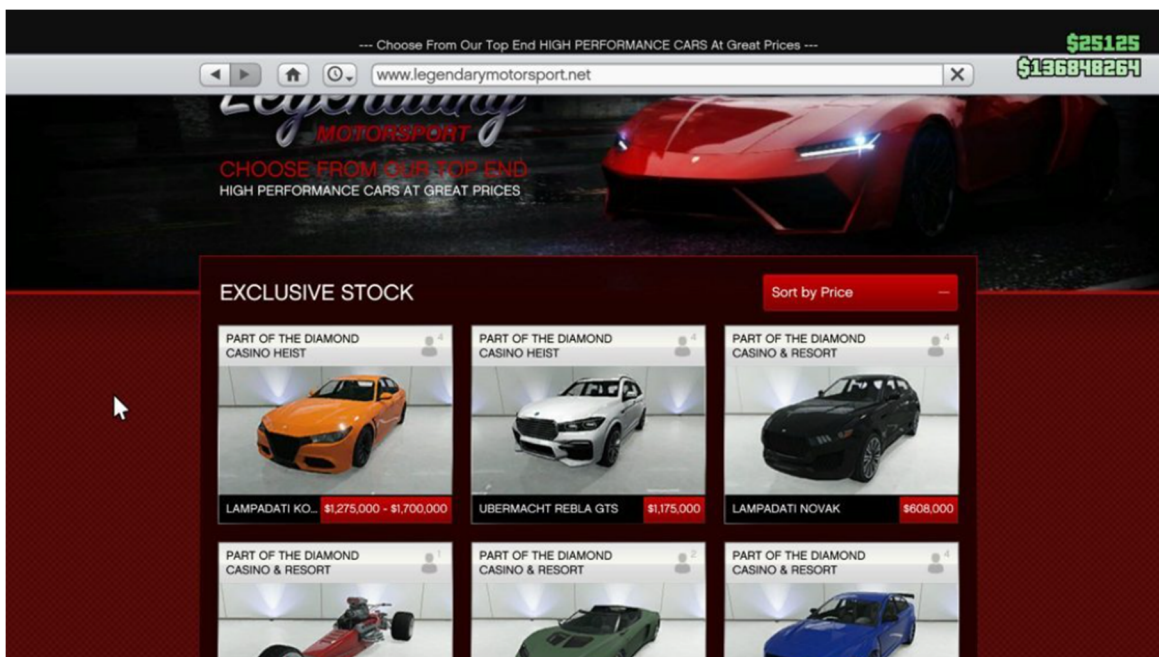 --- Choose From Our Top End HIGH PERFORMANCE CARS At Great Prices ---
$25125
$136848264
www.legendarymotorsport.net
Legendary
MOTORSPORT
CHOOSE FROM OUR TOP END
HIGH PERFORMANCE CARS AT GREAT PRICES
EXCLUSIVE STOCK
Sort by Price
PART OF THE DIAMOND
CASINO HEIST
4
LAMPADATI KO...
$1,275,000 - $1,700,000
PART OF THE DIAMOND
CASINO HEIST
4
UBERMACHT REBLA GTS
$1,175,000
PART OF THE DIAMOND
CASINO & RESORT
4
LAMPADATI NOVAK
$608,000
PART OF THE DIAMOND
CASINO & RESORT
1
PART OF THE DIAMOND
CASINO & RESORT
2
PART OF THE DIAMOND
CASINO & RESORT
4